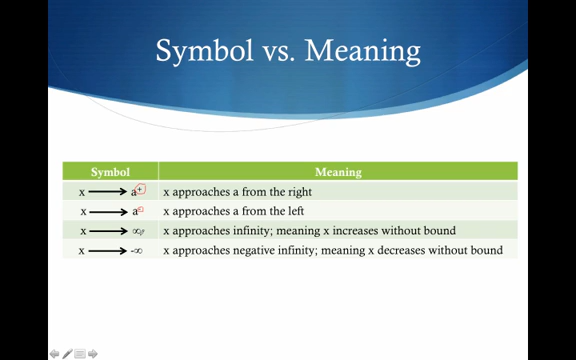 Symbol vs. Meaning
Symbol Meaning
x ⟶ a⁺ x approaches a from the right
x ⟶ a⁻ x approaches a from the left
x ⟶ ∞ x approaches infinity; meaning x increases without bound
x ⟶ -∞ x approaches negative infinity; meaning x decreases without bound